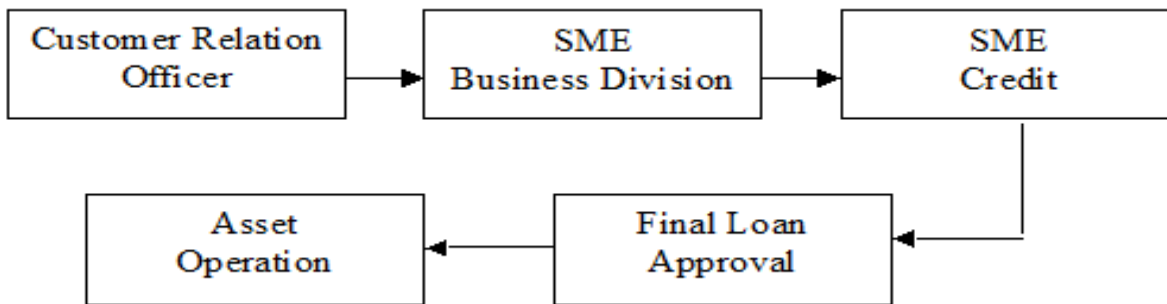 Customer Relation
Officer
SME
Business Division
SME
Credit
Asset
Operation
Final Loan
Approval